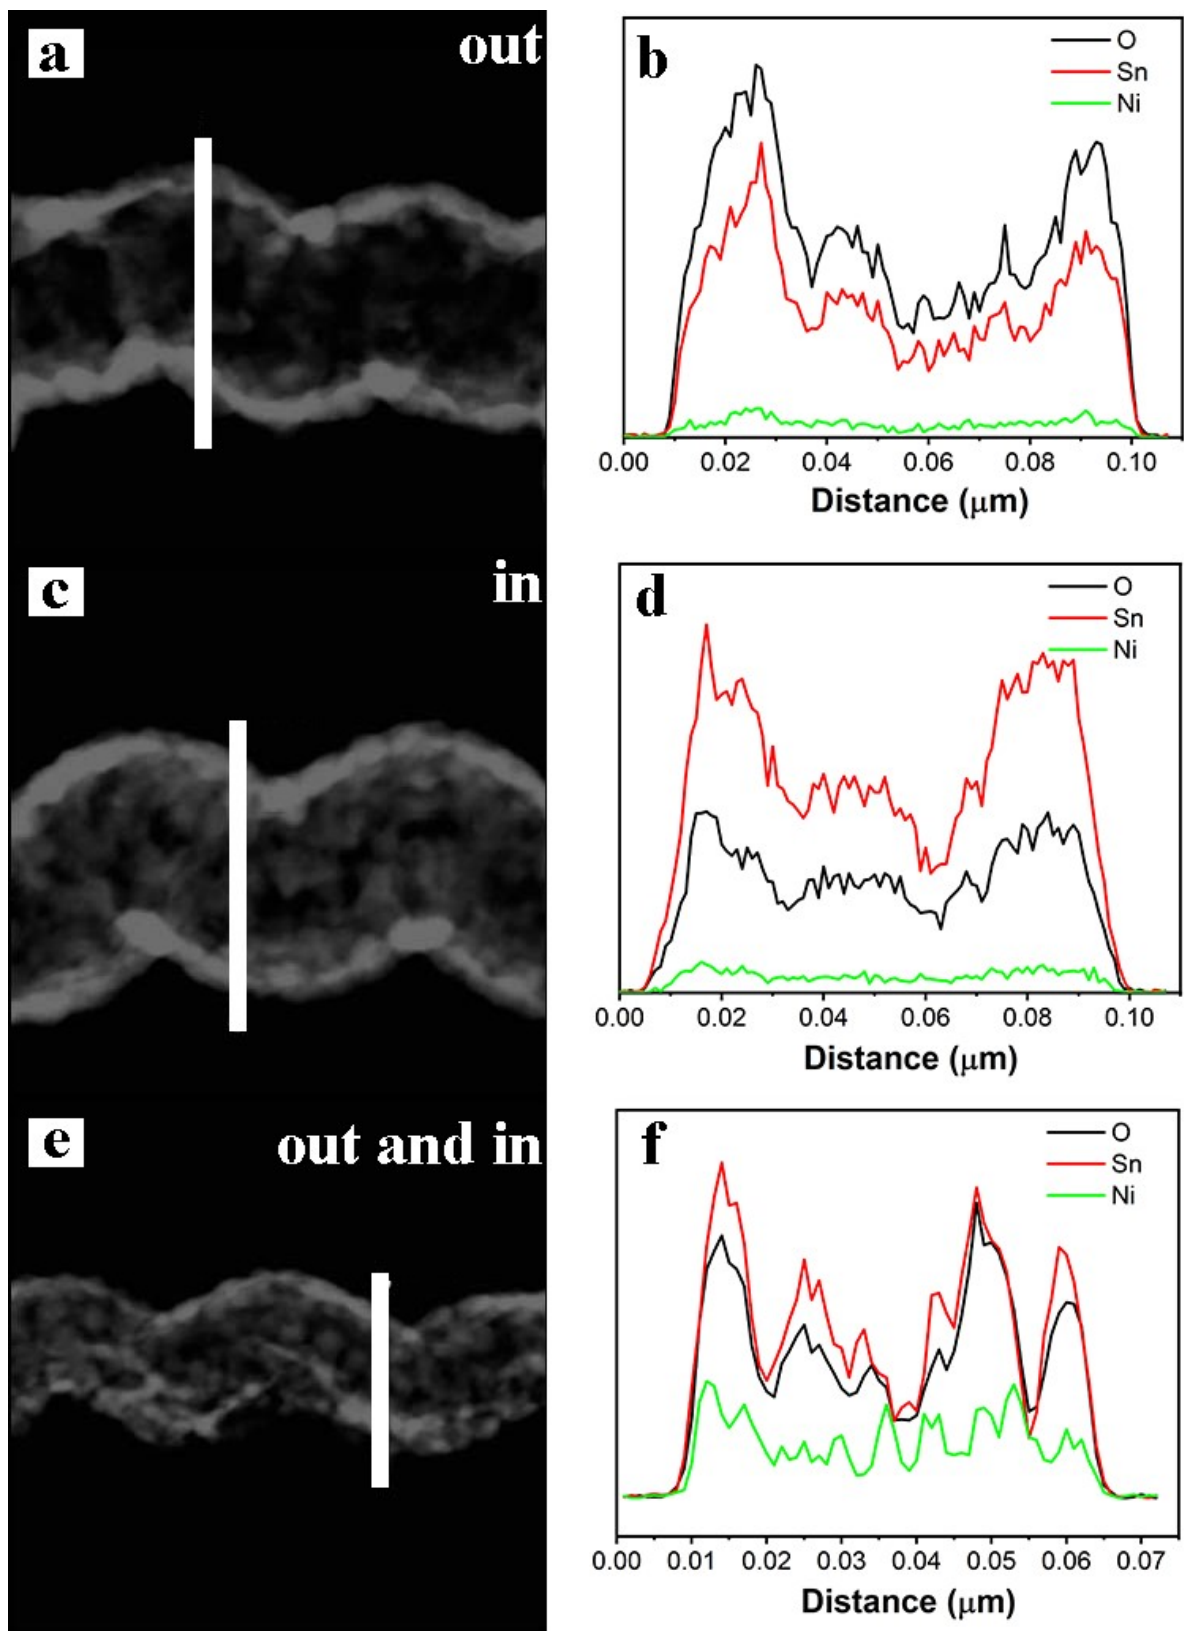 a
out
b
O
Sn
Ni
0.00 0.02 0.04 0.06 0.08 0.10
Distance (μm)
c
in
d
O
Sn
Ni
0.00 0.02 0.04 0.06 0.08 0.10
Distance (μm)
e
out and in
f
O
Sn
Ni
0.00 0.01 0.02 0.03 0.04 0.05 0.06 0.07
Distance (μm)